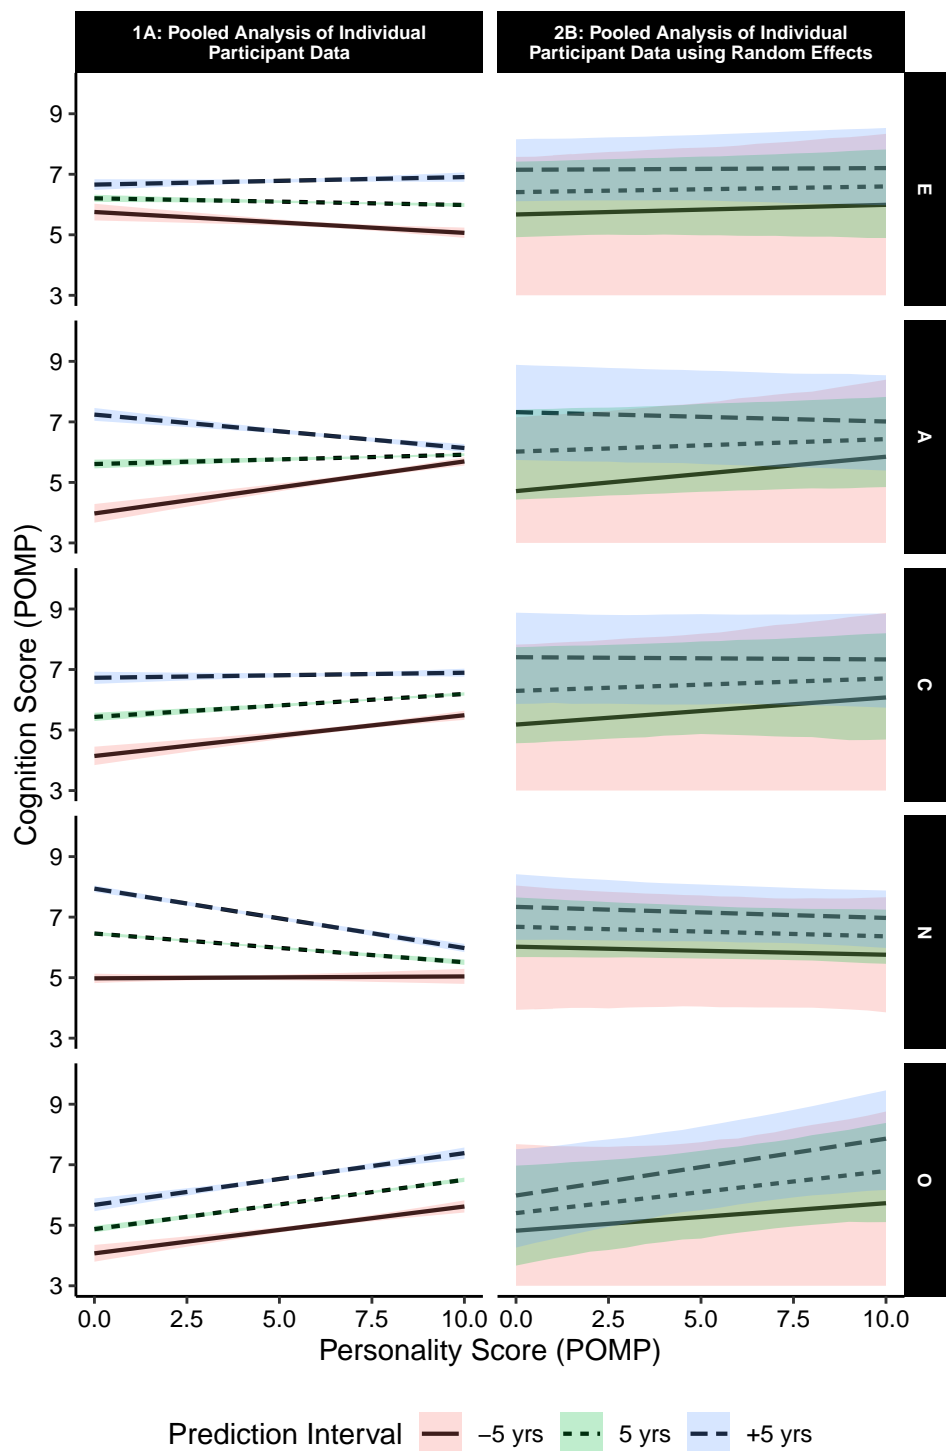 1A: Pooled Analysis of Individual
Participant Data
2B: Pooled Analysis of Individual
Participant Data using Random Effects
9
7
5
3
E
9
7
5
3
A
9
7
5
3
C
9
7
5
3
N
9
7
5
3
O
Cognition Score (POMP)
0.0 2.5 5.0 7.5 10.0 0.0 2.5 5.0 7.5 10.0
Personality Score (POMP)
Prediction Interval −5 yrs 5 yrs +5 yrs